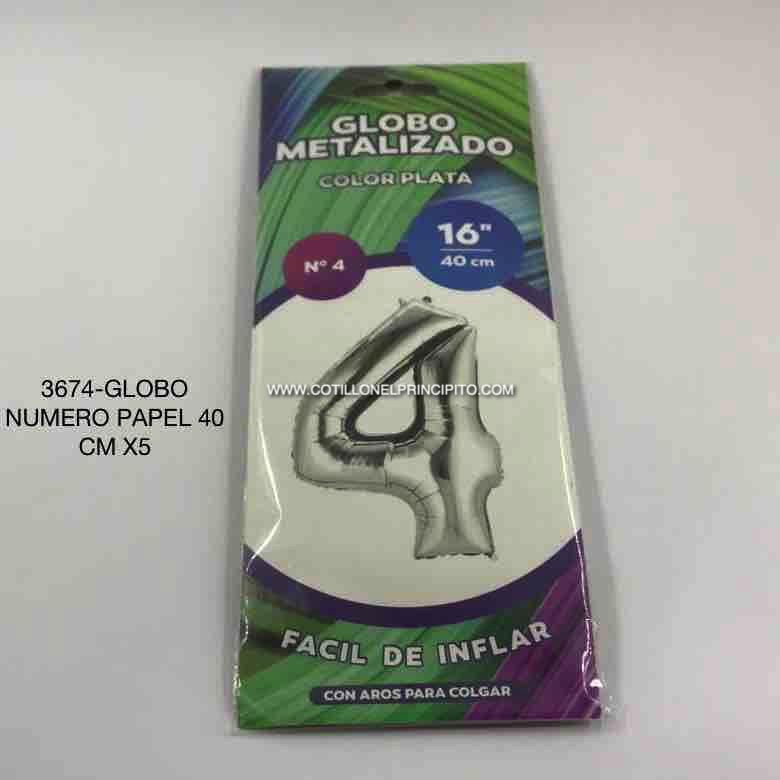 GLOBO
METALIZADO
COLOR PLATA
16"
40 cm
N° 4
4
WWW.COTILLONELPRINCIPITO.COM
3674-GLOBO
NUMERO PAPEL 40
CM X5
FACIL DE INFLAR
CON AROS PARA COLGAR